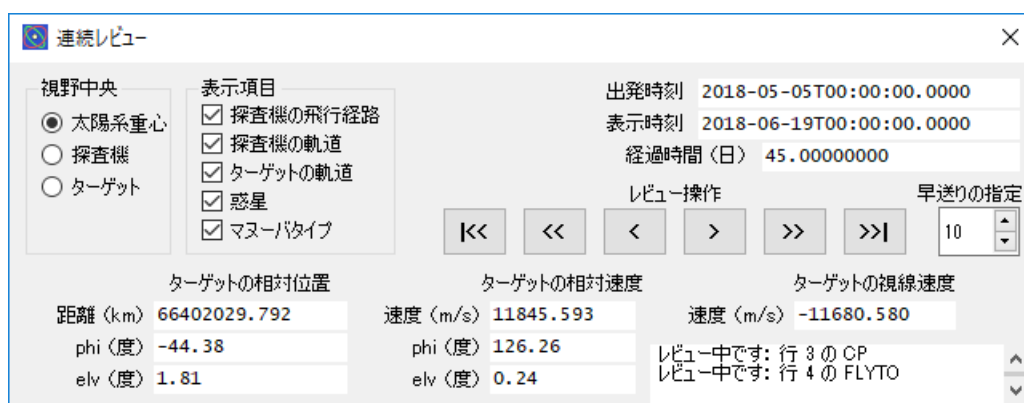 連続レビュー
視野中央
太陽系重心
探査機
ターゲット
表示項目
探査機の飛行経路
探査機の軌道
ターゲットの軌道
惑星
マヌーバタイプ
出発時刻 2018-05-05T00:00:00.0000
表示時刻 2018-06-19T00:00:00.0000
経過時間（日） 45.00000000
レビュー操作 早送りの指定
|<< << < > >> >>| 10
ターゲットの相対位置
距離（km） 66402029.792
phi（度） -44.38
elv（度） 1.81
ターゲットの相対速度
速度（m/s） 11845.593
phi（度） 126.26
elv（度） 0.24
ターゲットの視線速度
速度（m/s） -11680.580
レビュー中です: 行 3 の CP
レビュー中です: 行 4 の FLYTO